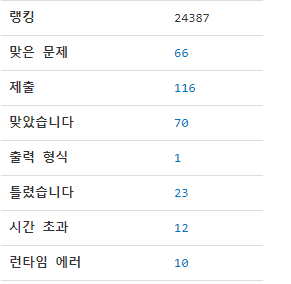 랭킹 24387
맞은 문제 66
제출 116
맞았습니다 70
출력 형식 1
틀렸습니다 23
시간 초과 12
런타임 에러 10